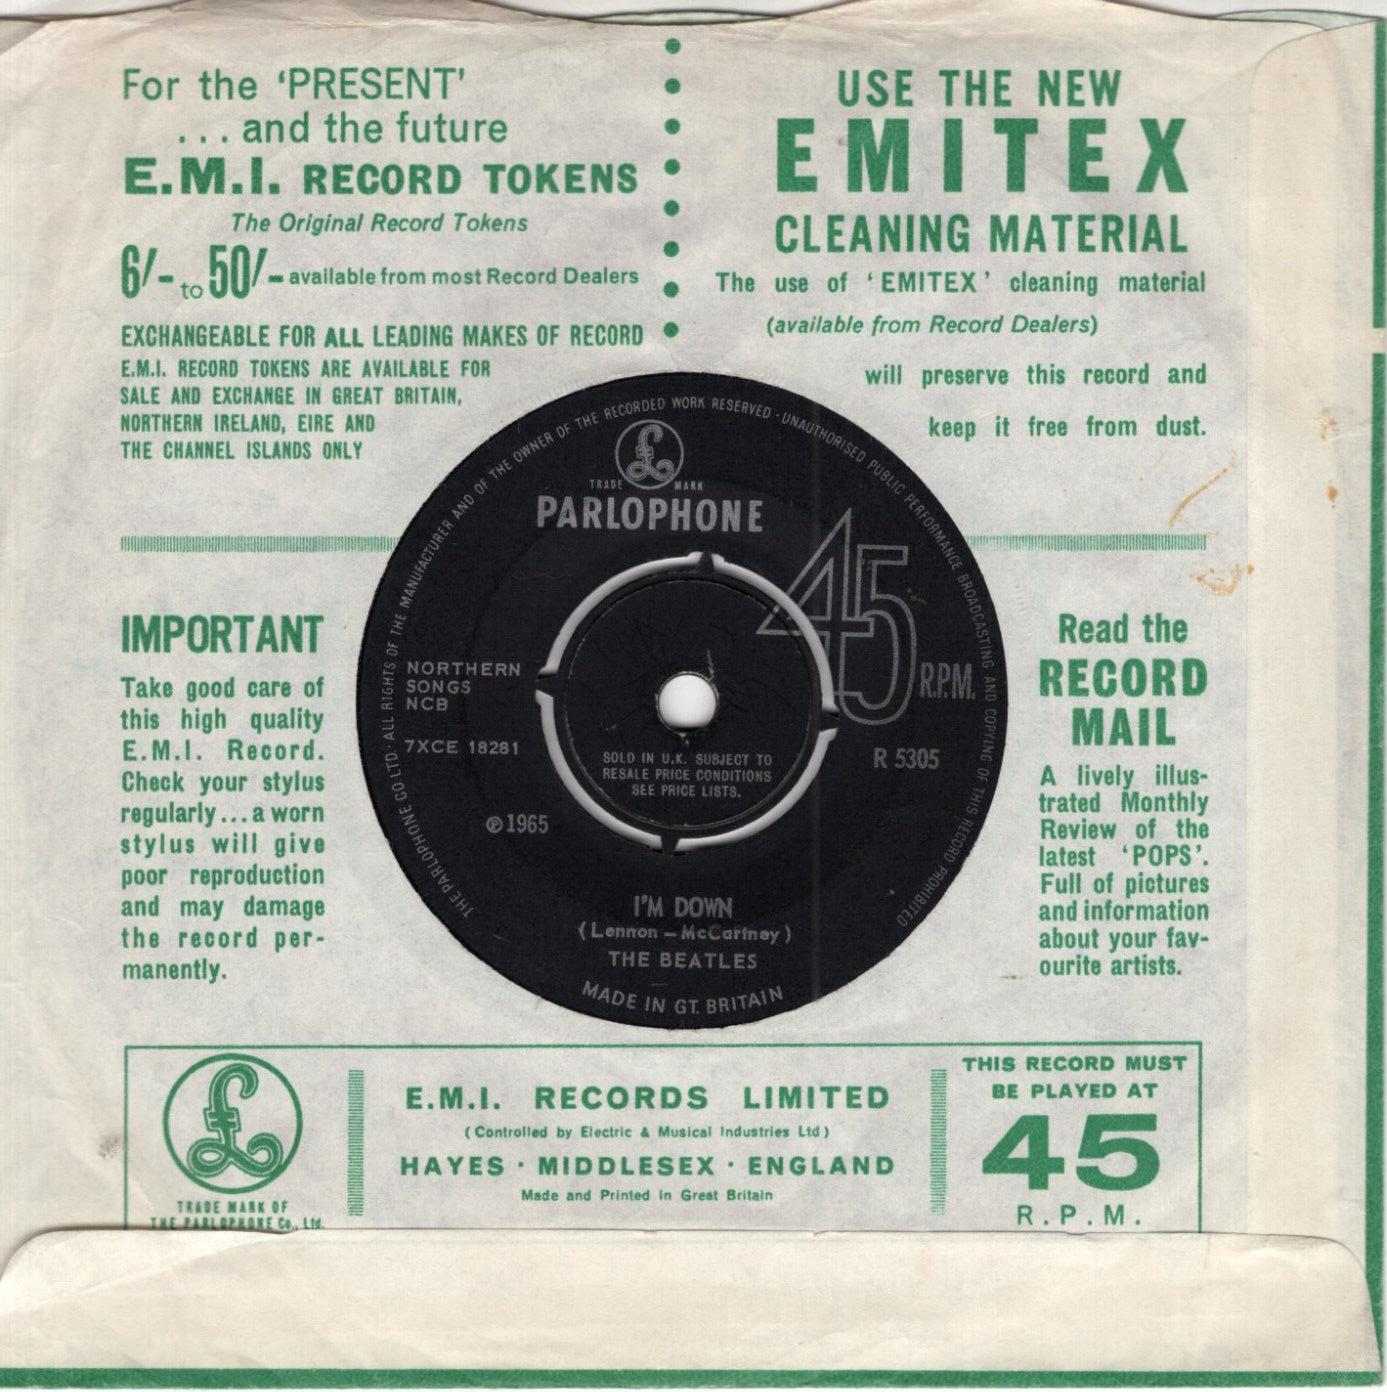 For the 'PRESENT'
...and the future
E.M.I. RECORD TOKENS
The Original Record Tokens
6/- to 50/- available from most Record Dealers
EXCHANGEABLE FOR ALL LEADING MAKES OF RECORD
E.M.I. RECORD TOKENS ARE AVAILABLE FOR
SALE AND EXCHANGE IN GREAT BRITAIN,
NORTHERN IRELAND, EIRE AND
THE CHANNEL ISLANDS ONLY
USE THE NEW
EMITEX
CLEANING MATERIAL
The use of 'EMITEX' cleaning material
(available from Record Dealers)
will preserve this record and
keep it free from dust.
THE PARLOPHONE CO. LTD. · ALL RIGHTS OF THE MANUFACTURER AND OF THE OWNER OF THE RECORDED WORK RESERVED · UNAUTHORISED PUBLIC PERFORMANCE BROADCASTING AND COPYING OF THIS RECORD PROHIBITED
£
TRADE MARK
PARLOPHONE
45 R.P.M.
NORTHERN
SONGS
NCB
7XCE 18281
R 5305
SOLD IN U.K. SUBJECT TO
RESALE PRICE CONDITIONS
SEE PRICE LISTS.
℗1965
I'M DOWN
(Lennon – McCartney)
THE BEATLES
MADE IN GT. BRITAIN
IMPORTANT
Take good care of
this high quality
E.M.I. Record.
Check your stylus
regularly...a worn
stylus will give
poor reproduction
and may damage
the record per-
manently.
Read the
RECORD
MAIL
A lively illus-
trated Monthly
Review of the
latest 'POPS'.
Full of pictures
and information
about your fav-
ourite artists.
£
TRADE MARK OF
THE PARLOPHONE Co., Ltd.
E.M.I. RECORDS LIMITED
(Controlled by Electric & Musical Industries Ltd)
HAYES · MIDDLESEX · ENGLAND
Made and Printed in Great Britain
THIS RECORD MUST
BE PLAYED AT
45
R.P.M.